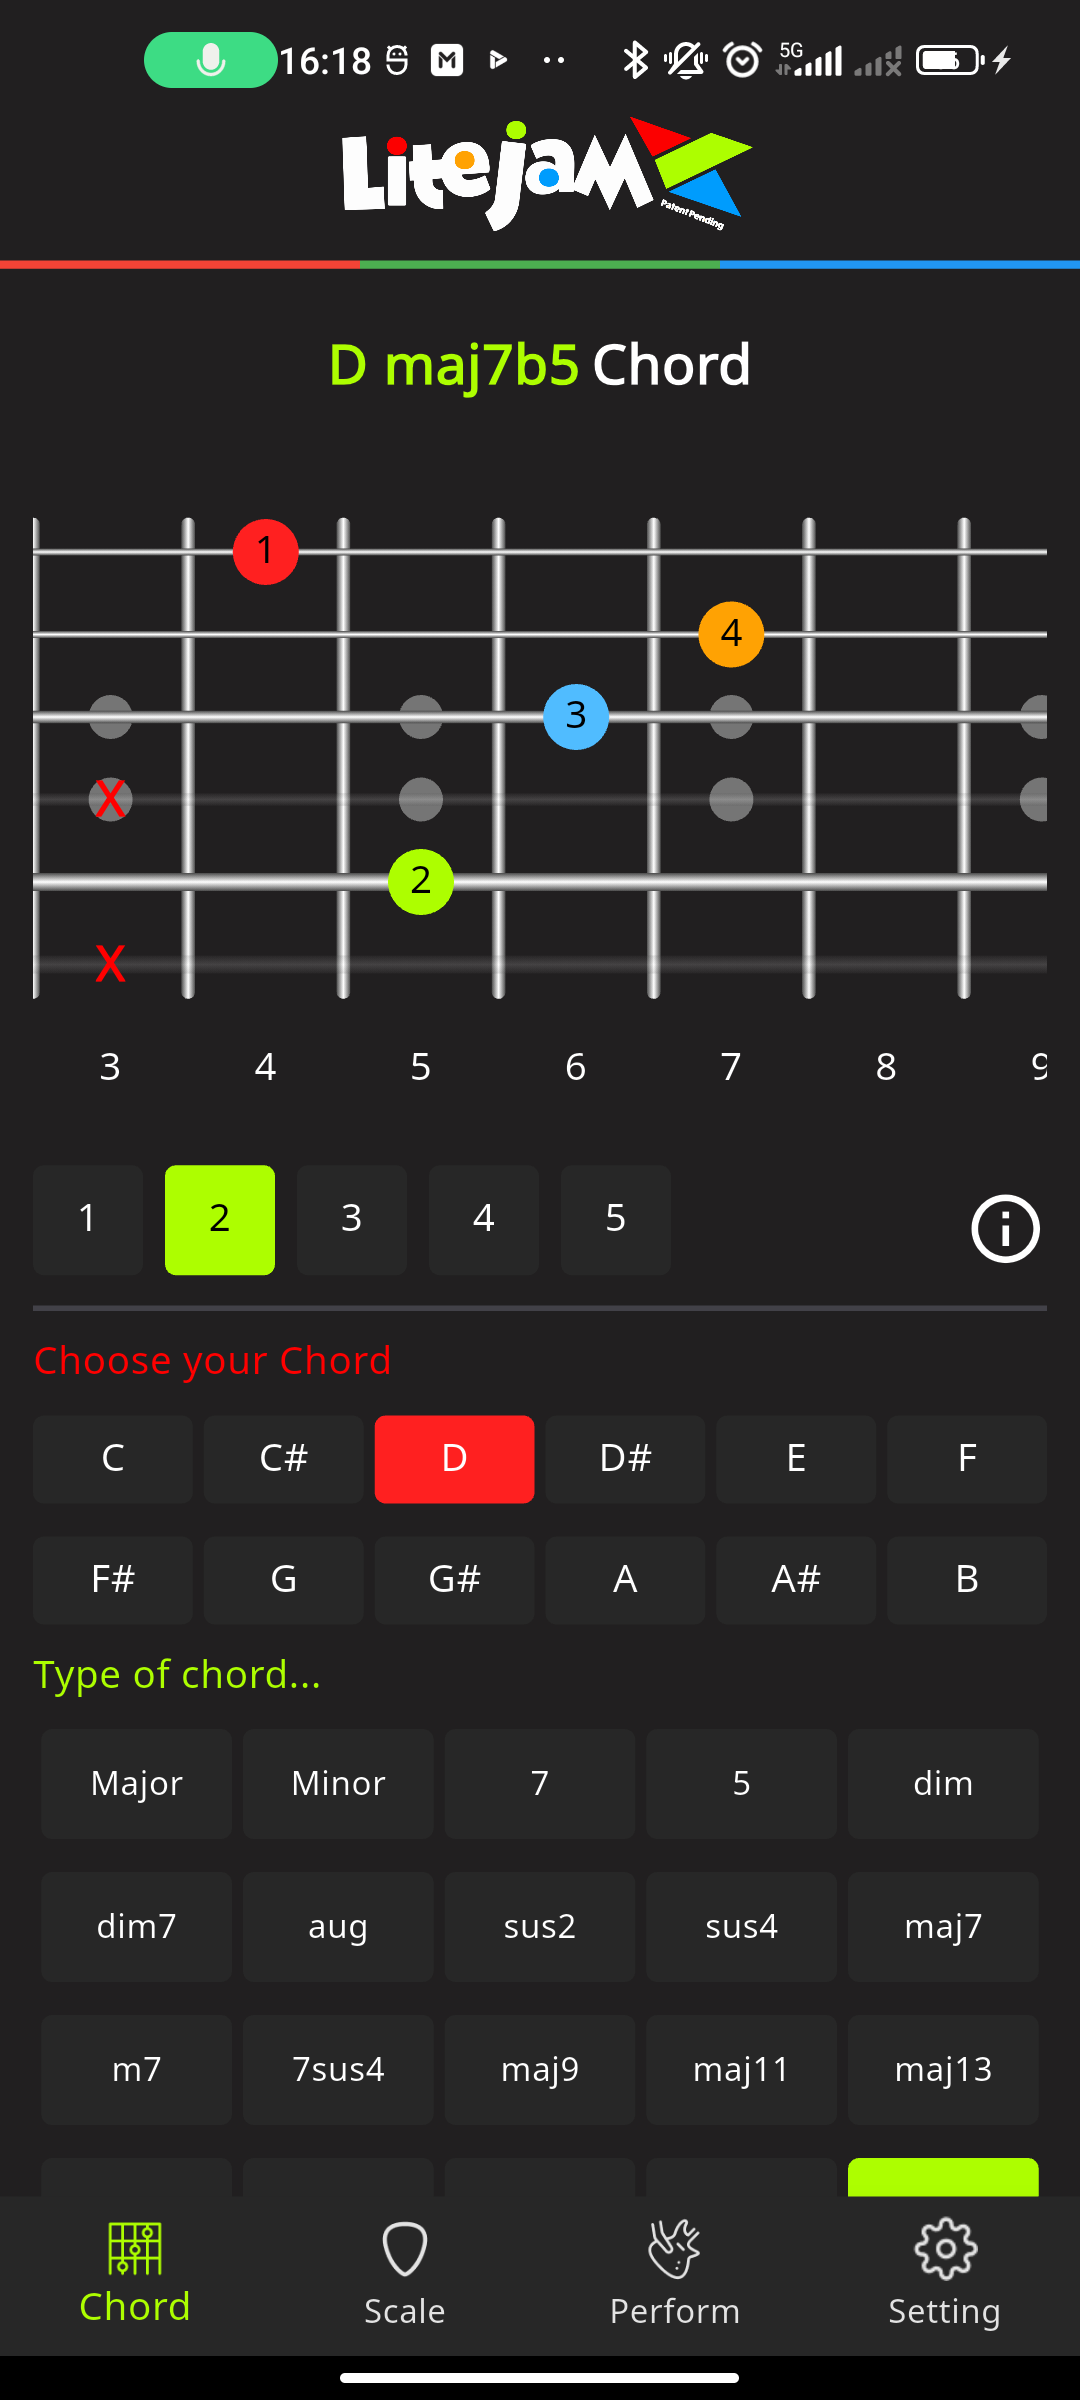 16:18 5G
LiteJam
Patent Pending
D maj7b5 Chord
1
4
3
X
2
X
3 4 5 6 7 8 9
1 2 3 4 5
Choose your Chord
C C# D D# E F
F# G G# A A# B
Type of chord...
Major Minor 7 5 dim
dim7 aug sus2 sus4 maj7
m7 7sus4 maj9 maj11 maj13
Chord Scale Perform Setting